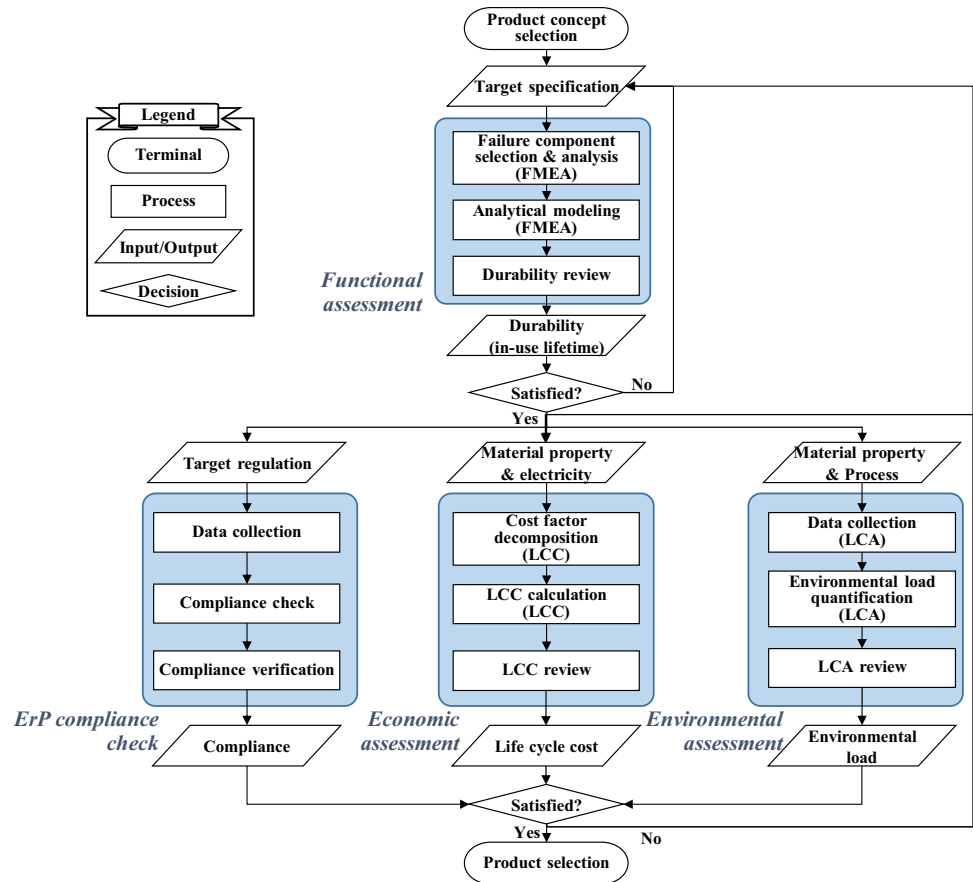 Product concept
selection
Target specification
Legend
Terminal
Process
Input/Output
Decision
Failure component
selection & analysis
(FMEA)
Analytical modeling
(FMEA)
Durability review
Functional
assessment
Durability
(in-use lifetime)
Satisfied?
No
Yes
Target regulation
Data collection
Compliance check
Compliance verification
ErP compliance
check
Compliance
Material property
& electricity
Cost factor
decomposition
(LCC)
LCC calculation
(LCC)
LCC review
Economic
assessment
Life cycle cost
Material property
& Process
Data collection
(LCA)
Environmental load
quantification
(LCA)
LCA review
Environmental
assessment
Environmental
load
Satisfied?
Yes
No
Product selection